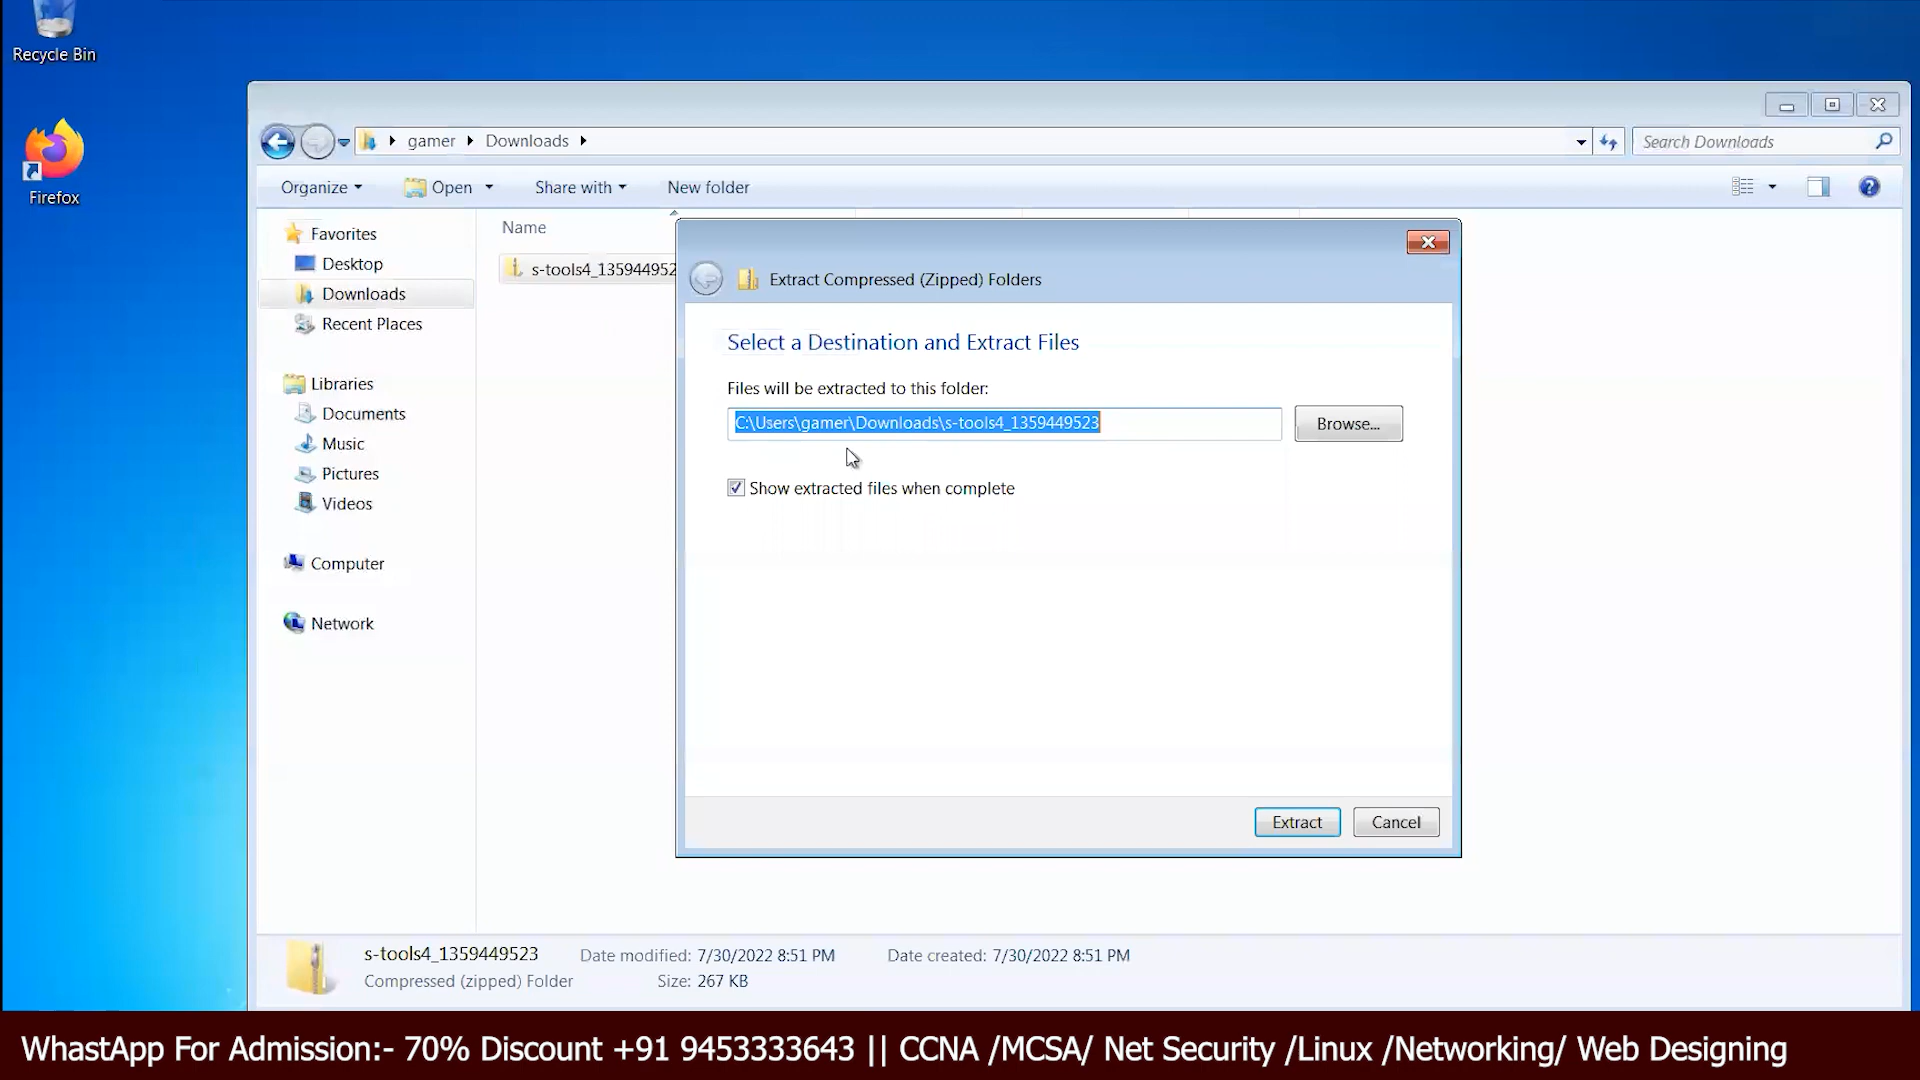 Recycle Bin
Firefox
gamer Downloads
Search Downloads
Organize Open Share with New folder
Name
Favorites
Desktop
Downloads
Recent Places
Libraries
Documents
Music
Pictures
Videos
Computer
Network
s-tools4_135944952
Extract Compressed (Zipped) Folders
Select a Destination and Extract Files
Files will be extracted to this folder:
C:\Users\gamer\Downloads\s-tools4_1359449523
Browse...
Show extracted files when complete
Extract Cancel
s-tools4_1359449523 Date modified: 7/30/2022 8:51 PM Date created: 7/30/2022 8:51 PM
Compressed (zipped) Folder Size: 267 KB
WhastApp For Admission:- 70% Discount +91 9453333643 || CCNA /MCSA/ Net Security /Linux /Networking/ Web Designing